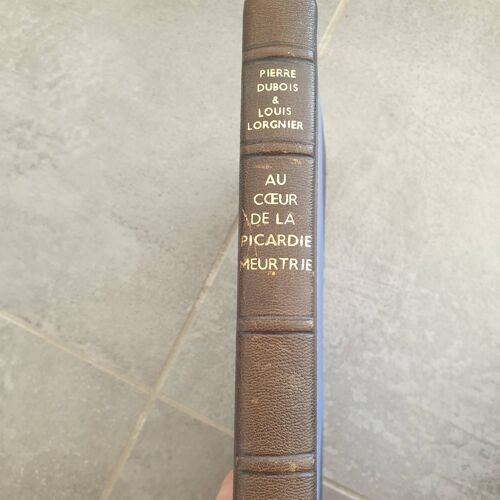 PIERRE
DUBOIS
&
LOUIS
LORGNIER
AU
CŒUR
DE LA
PICARDIE
MEURTRIE